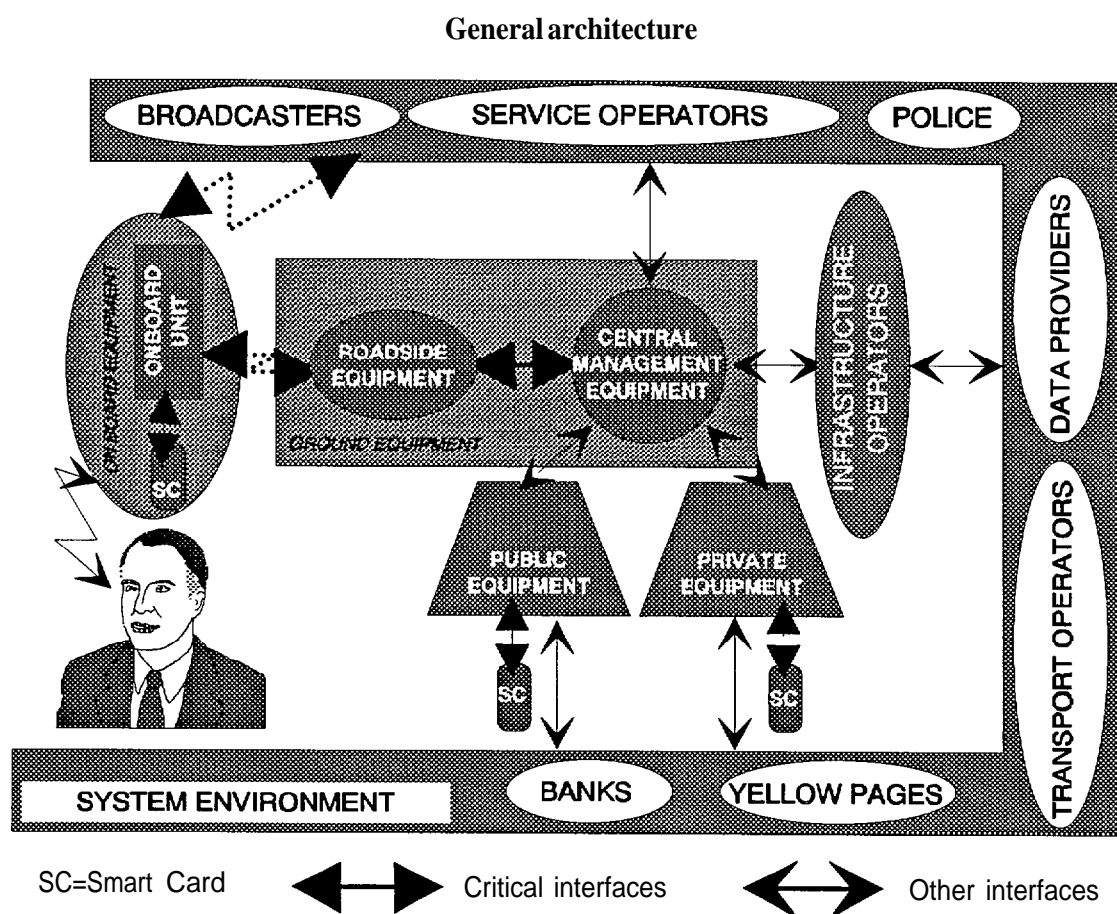 General architecture
BROADCASTERS
SERVICE OPERATORS
POLICE
DATA PROVIDERS
TRANSPORT OPERATORS
ONBOARD EQUIPMENT
ONBOARD
UNIT
SC
ROADSIDE
EQUIPMENT
CENTRAL
MANAGEMENT
EQUIPMENT
GROUND EQUIPMENT
INFRASTRUCTURE
OPERATORS
PUBLIC
EQUIPMENT
PRIVATE
EQUIPMENT
SC
SC
SYSTEM ENVIRONMENT
BANKS
YELLOW PAGES
SC=Smart Card
Critical interfaces
Other interfaces